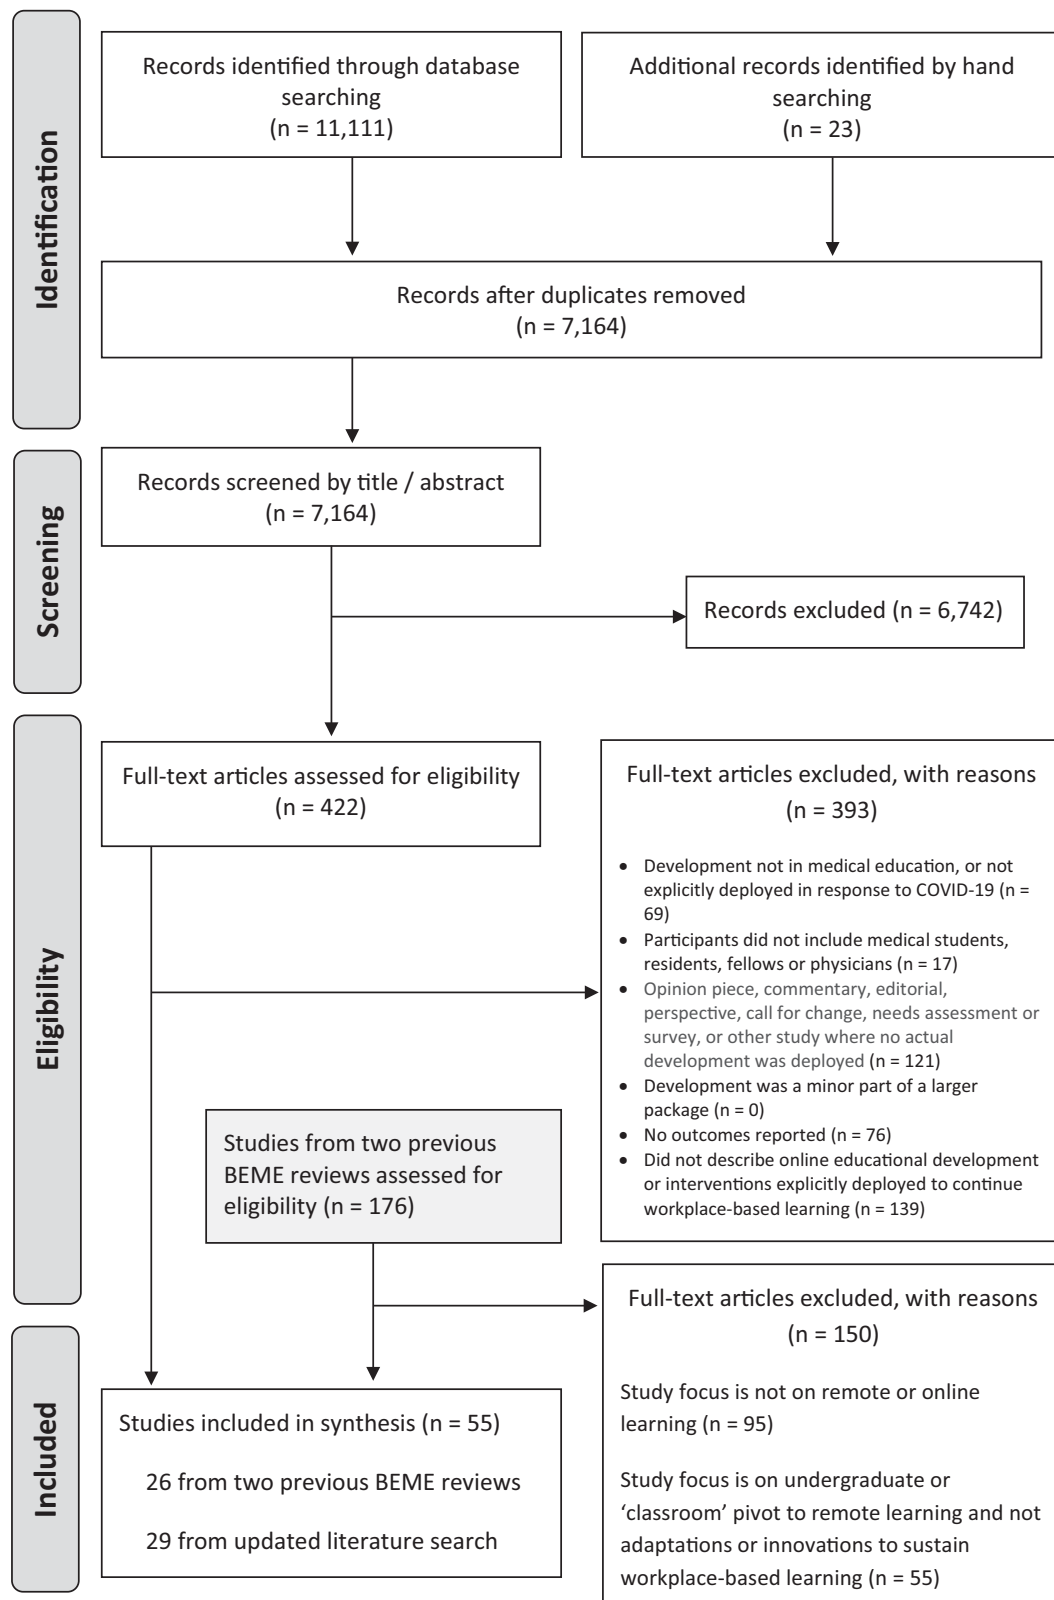 Identification
Records identified through database
searching
(n = 11,111)
Additional records identified by hand
searching
(n = 23)
Records after duplicates removed
(n = 7,164)
Screening
Records screened by title / abstract
(n = 7,164)
Records excluded (n = 6,742)
Eligibility
Full-text articles assessed for eligibility
(n = 422)
Full-text articles excluded, with reasons
(n = 393)
• Development not in medical education, or not
explicitly deployed in response to COVID-19 (n =
69)
• Participants did not include medical students,
residents, fellows or physicians (n = 17)
• Opinion piece, commentary, editorial,
perspective, call for change, needs assessment or
survey, or other study where no actual
development was deployed (n = 121)
• Development was a minor part of a larger
package (n = 0)
• No outcomes reported (n = 76)
• Did not describe online educational development
or interventions explicitly deployed to continue
workplace-based learning (n = 139)
Studies from two previous
BEME reviews assessed for
eligibility (n = 176)
Full-text articles excluded, with reasons
(n = 150)
Study focus is not on remote or online
learning (n = 95)
Study focus is on undergraduate or
‘classroom’ pivot to remote learning and not
adaptations or innovations to sustain
workplace-based learning (n = 55)
Included
Studies included in synthesis (n = 55)
26 from two previous BEME reviews
29 from updated literature search